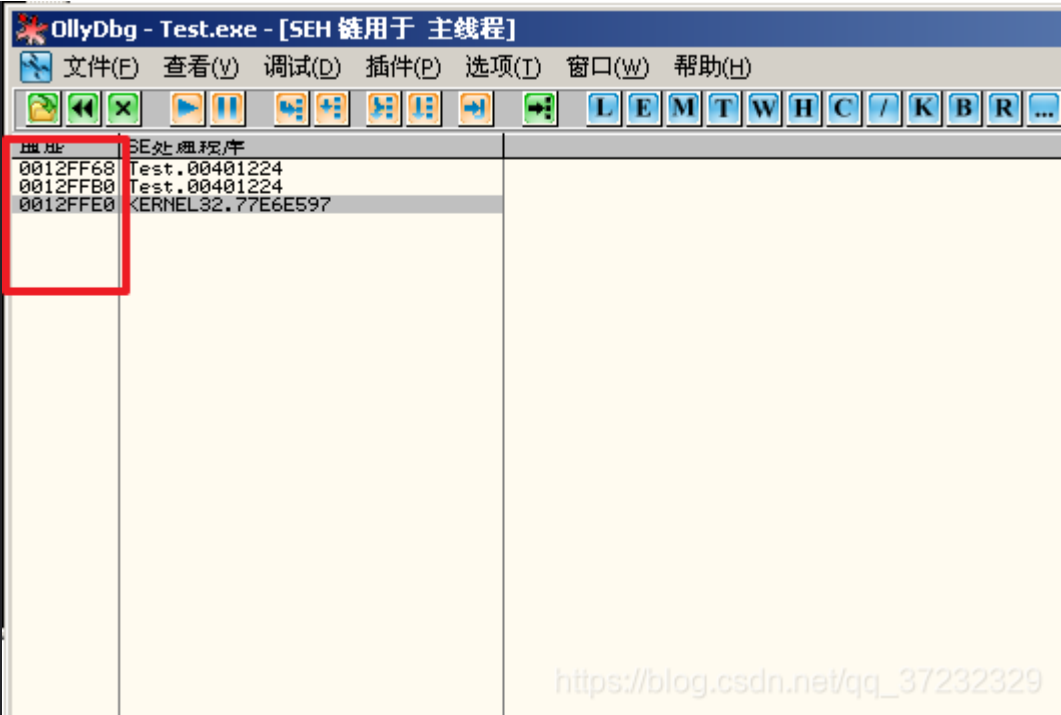 OllyDbg - Test.exe - [SEH 链用于 主线程]
文件(F) 查看(V) 调试(D) 插件(P) 选项(T) 窗口(W) 帮助(H)
L E M T W H C / K B R ...
地址 SE处理程序
0012FF68 Test.00401224
0012FFB0 Test.00401224
0012FFE0 KERNEL32.77E6E597
https://blog.csdn.net/qq_37232329